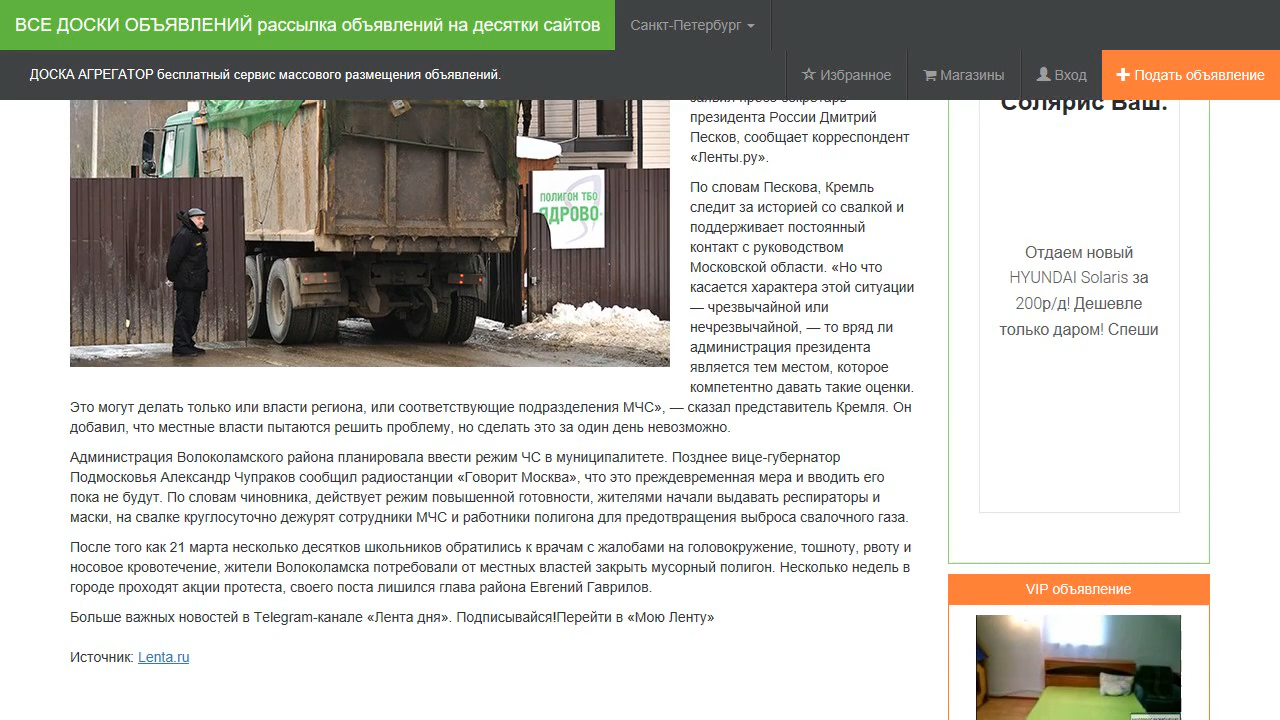 ВСЕ ДОСКИ ОБЪЯВЛЕНИЙ рассылка объявлений на десятки сайтов
Санкт-Петербург
ДОСКА АГРЕГАТОР бесплатный сервис массового размещения объявлений.
Избранное
Магазины
Вход
Подать объявление
заявил пресс-секретарь
президента России Дмитрий
Песков, сообщает корреспондент
«Ленты.ру».
По словам Пескова, Кремль
следит за историей со свалкой и
поддерживает постоянный
контакт с руководством
Московской области. «Но что
касается характера этой ситуации
— чрезвычайной или
нечрезвычайной, — то вряд ли
администрация президента
является тем местом, которое
компетентно давать такие оценки.
Это могут делать только или власти региона, или соответствующие подразделения МЧС», — сказал представитель Кремля. Он
добавил, что местные власти пытаются решить проблему, но сделать это за один день невозможно.
Администрация Волоколамского района планировала ввести режим ЧС в муниципалитете. Позднее вице-губернатор
Подмосковья Александр Чупраков сообщил радиостанции «Говорит Москва», что это преждевременная мера и вводить его
пока не будут. По словам чиновника, действует режим повышенной готовности, жителями начали выдавать респираторы и
маски, на свалке круглосуточно дежурят сотрудники МЧС и работники полигона для предотвращения выброса свалочного газа.
После того как 21 марта несколько десятков школьников обратились к врачам с жалобами на головокружение, тошноту, рвоту и
носовое кровотечение, жители Волоколамска потребовали от местных властей закрыть мусорный полигон. Несколько недель в
городе проходят акции протеста, своего поста лишился глава района Евгений Гаврилов.
Больше важных новостей в Telegram-канале «Лента дня». Подписывайся!Перейти в «Мою Ленту»
Источник: Lenta.ru
ПОЛИГОН ТБО
ЯДРОВО
Солярис Ваш!
Отдаем новый
HYUNDAI Solaris за
200р/д! Дешевле
только даром! Спеши
VIP объявление